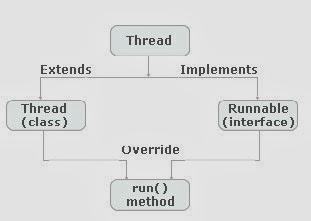 Thread
Extends
Implements
Thread
(class)
Runnable
(interface)
Override
run()
method